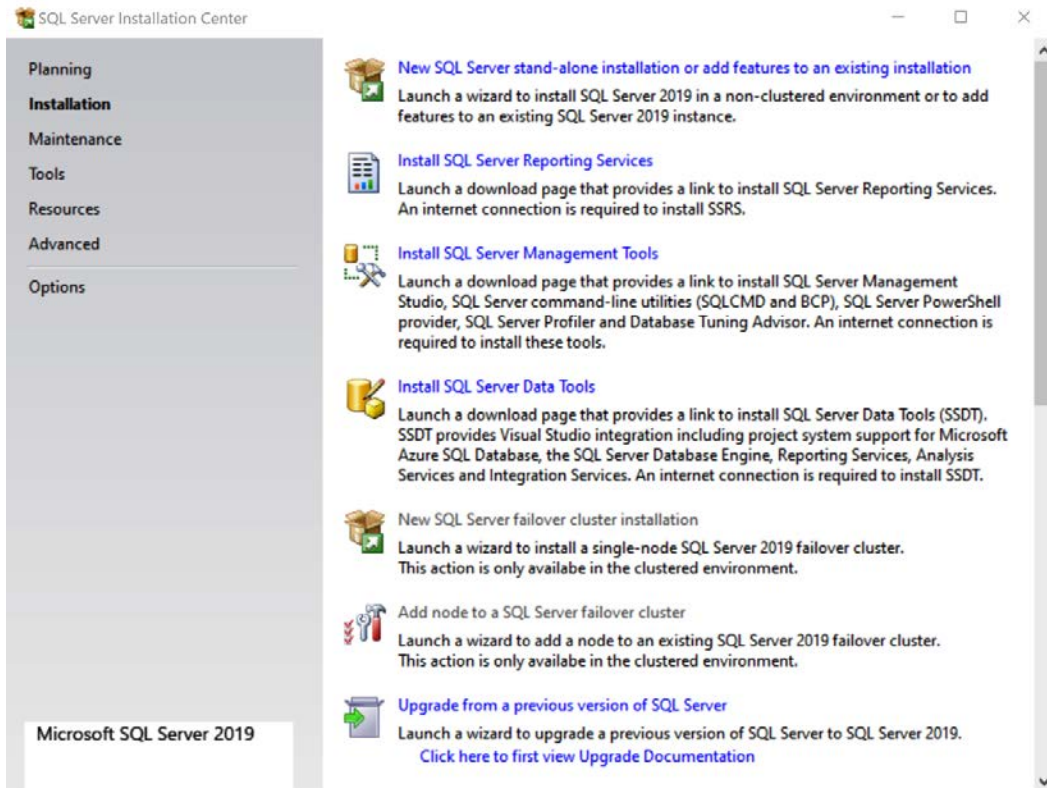 SQL Server Installation Center
Planning
Installation
Maintenance
Tools
Resources
Advanced
Options
Microsoft SQL Server 2019
New SQL Server stand-alone installation or add features to an existing installation
Launch a wizard to install SQL Server 2019 in a non-clustered environment or to add
features to an existing SQL Server 2019 instance.
Install SQL Server Reporting Services
Launch a download page that provides a link to install SQL Server Reporting Services.
An internet connection is required to install SSRS.
Install SQL Server Management Tools
Launch a download page that provides a link to install SQL Server Management
Studio, SQL Server command-line utilities (SQLCMD and BCP), SQL Server PowerShell
provider, SQL Server Profiler and Database Tuning Advisor. An internet connection is
required to install these tools.
Install SQL Server Data Tools
Launch a download page that provides a link to install SQL Server Data Tools (SSDT).
SSDT provides Visual Studio integration including project system support for Microsoft
Azure SQL Database, the SQL Server Database Engine, Reporting Services, Analysis
Services and Integration Services. An internet connection is required to install SSDT.
New SQL Server failover cluster installation
Launch a wizard to install a single-node SQL Server 2019 failover cluster.
This action is only availabe in the clustered environment.
Add node to a SQL Server failover cluster
Launch a wizard to add a node to an existing SQL Server 2019 failover cluster.
This action is only availabe in the clustered environment.
Upgrade from a previous version of SQL Server
Launch a wizard to upgrade a previous version of SQL Server to SQL Server 2019.
Click here to first view Upgrade Documentation